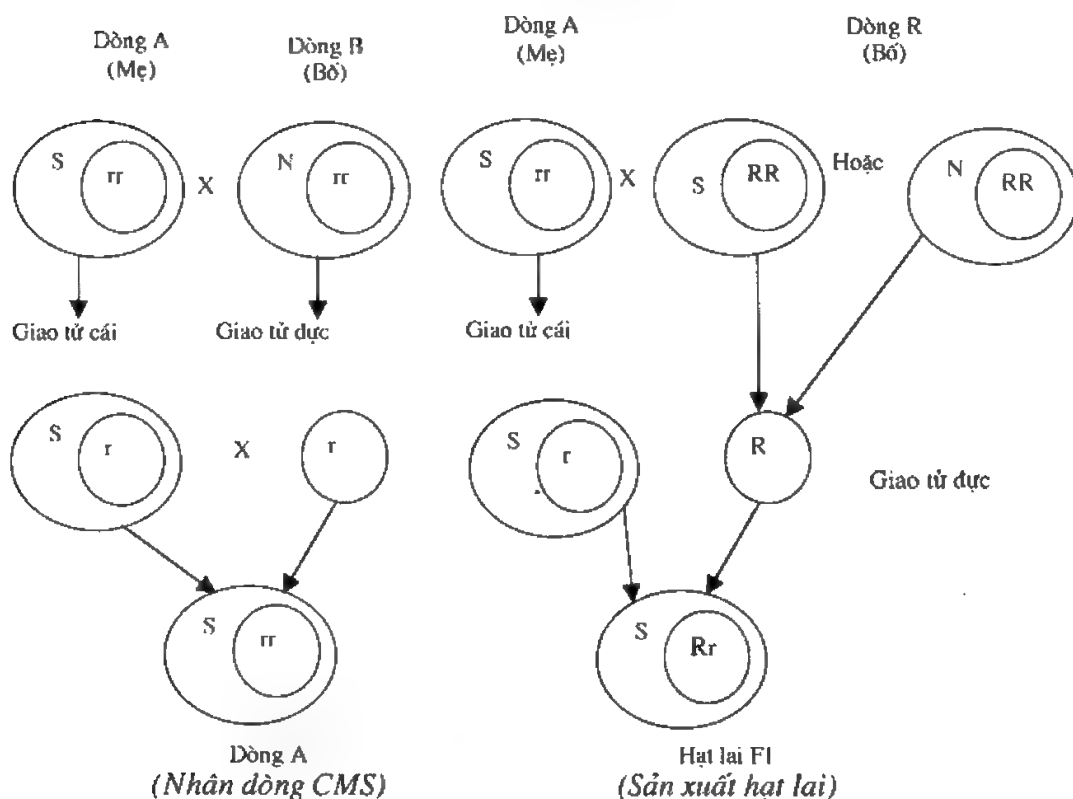 Dòng A
(Mẹ)
Dòng B
(Bố)
Dòng A
(Mẹ)
Dòng R
(Bố)
S
rr
X
N
rr
S
rr
X
S
RR
Hoặc
N
RR
Giao tử cái
Giao tử dực
Giao tử cái
S
r
X
r
S
r
R
Giao tử đực
S
rr
S
Rr
Dòng A
(Nhân dòng CMS)
Hạt lai F1
(Sản xuất hạt lai)